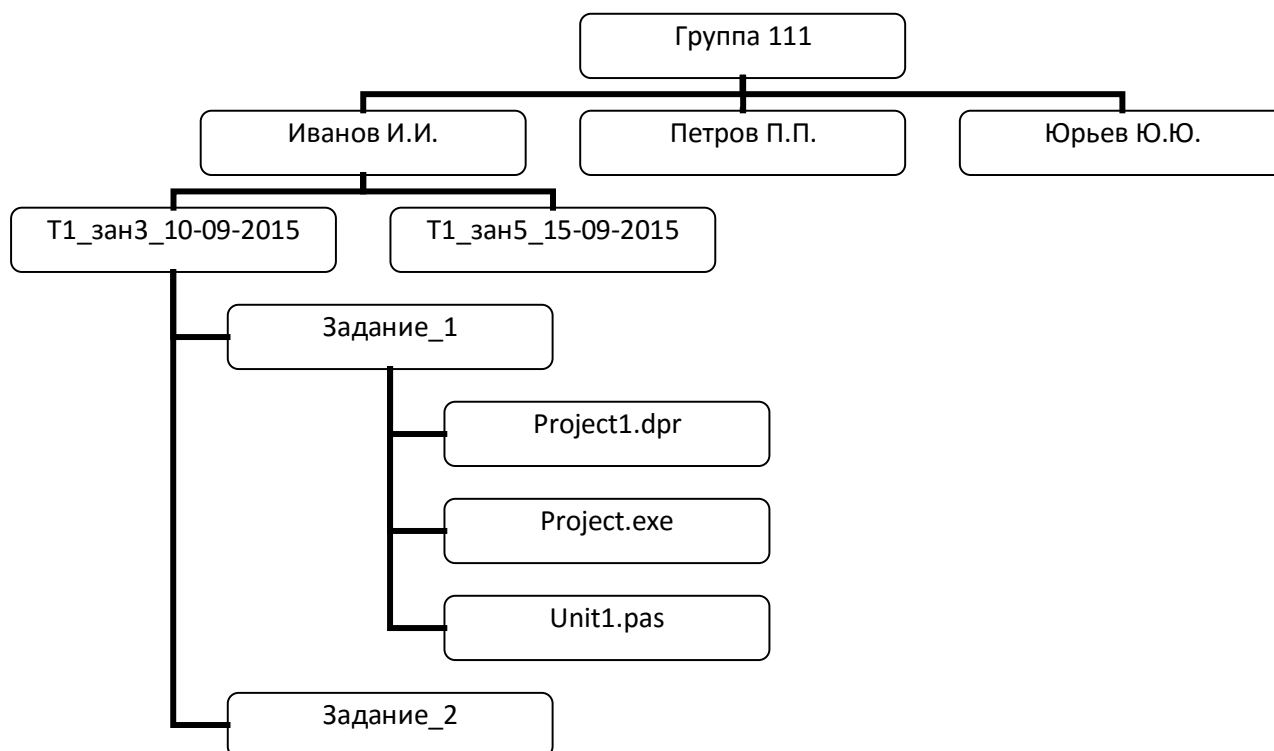 Группа 111
Иванов И.И.
Петров П.П.
Юрьев Ю.Ю.
Т1_зан3_10-09-2015
Т1_зан5_15-09-2015
Задание_1
Project1.dpr
Project.exe
Unit1.pas
Задание_2